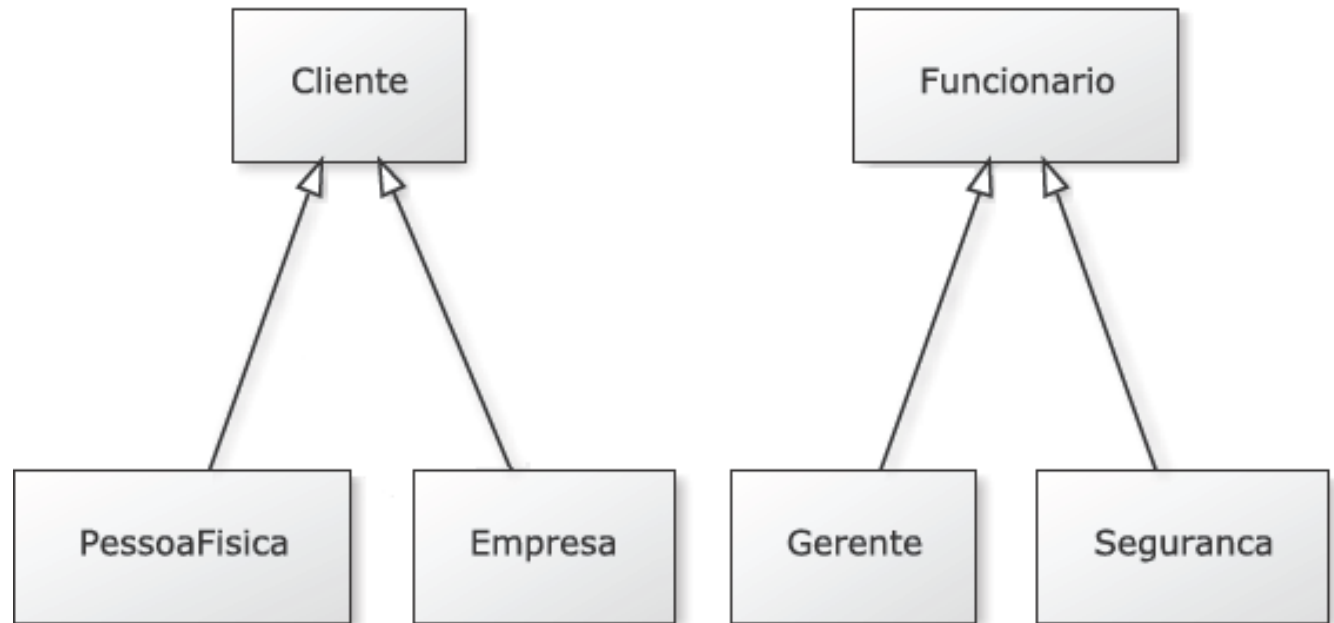 Cliente
Funcionario
PessoaFisica
Empresa
Gerente
Seguranca